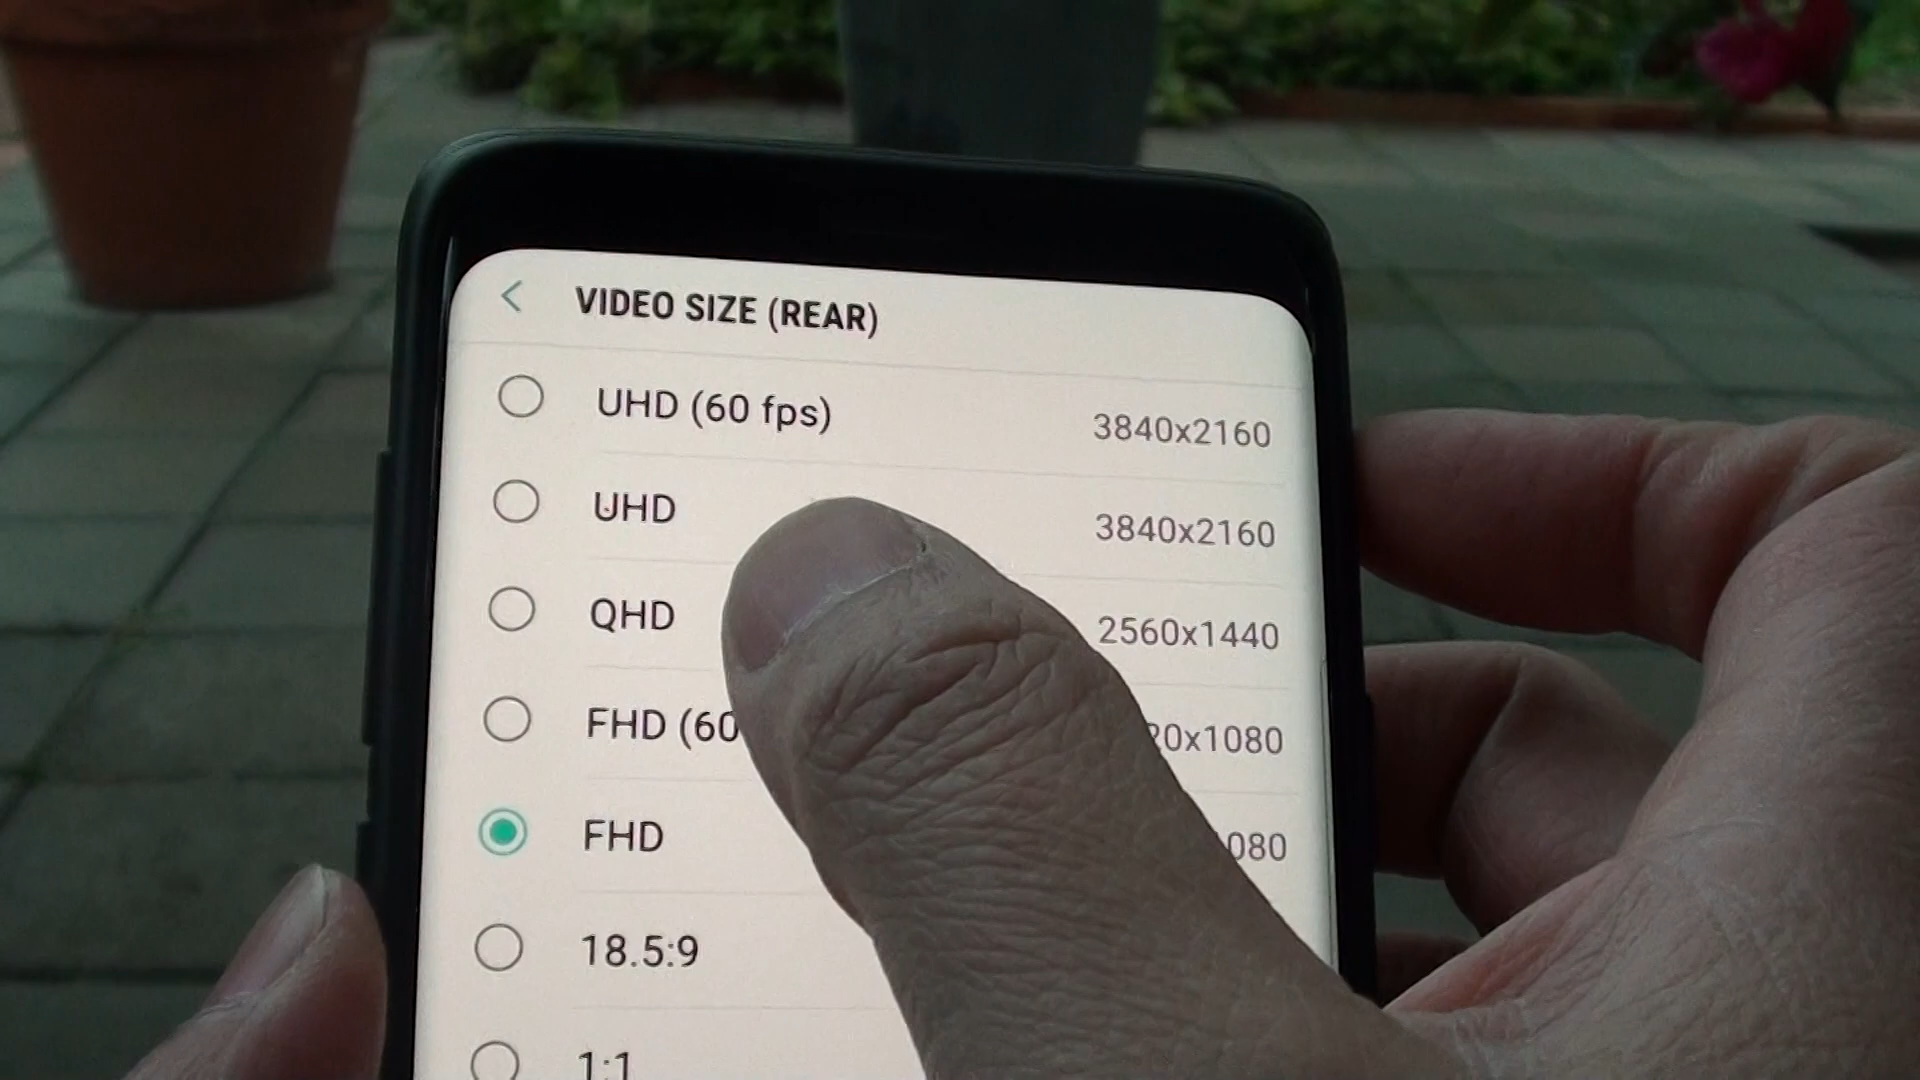 VIDEO SIZE (REAR)
UHD (60 fps) 3840x2160
UHD 3840x2160
QHD 2560x1440
FHD (60 20x1080
FHD 080
18.5:9
1:1